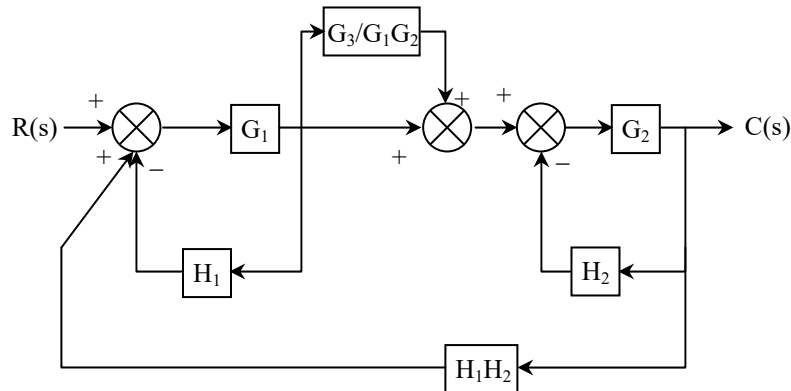 G₃/G₁G₂
+ + +
R(s) G₁ G₂ C(s)
+ − + −
H₁ H₂
H₁H₂